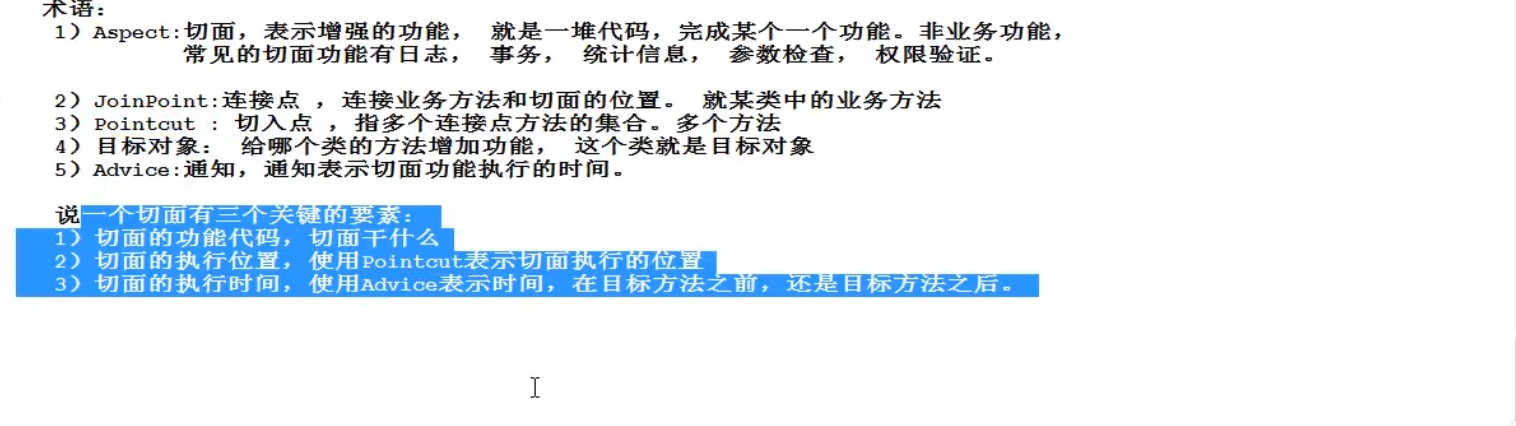 术语：
1）Aspect:切面，表示增强的功能， 就是一堆代码，完成某个一个功能。非业务功能，
常见的切面功能有日志， 事务， 统计信息， 参数检查， 权限验证。
2）JoinPoint:连接点 ，连接业务方法和切面的位置。 就某类中的业务方法
3）Pointcut : 切入点 ，指多个连接点方法的集合。多个方法
4）目标对象： 给哪个类的方法增加功能， 这个类就是目标对象
5）Advice:通知，通知表示切面功能执行的时间。
说一个切面有三个关键的要素：
1）切面的功能代码，切面干什么
2）切面的执行位置，使用Pointcut表示切面执行的位置
3）切面的执行时间，使用Advice表示时间，在目标方法之前，还是目标方法之后。